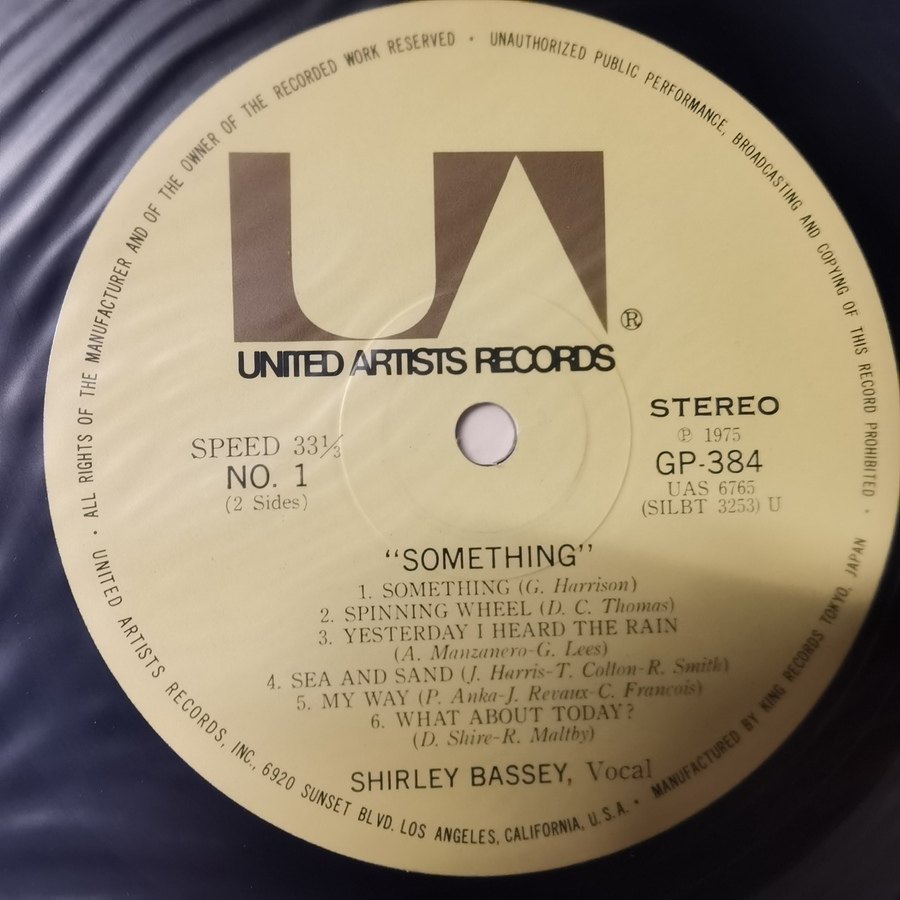 UNITED ARTISTS RECORDS, INC., 6920 SUNSET BLVD. LOS ANGELES, CALIFORNIA, U.S.A. • MANUFACTURED BY KING RECORDS TOKYO, JAPAN •
ALL RIGHTS OF THE MANUFACTURER AND OF THE OWNER OF THE RECORDED WORK RESERVED • UNAUTHORIZED PUBLIC PERFORMANCE, BROADCASTING AND COPYING OF THIS RECORD PROHIBITED •
UA®
UNITED ARTISTS RECORDS
SPEED 33⅓
NO. 1
(2 Sides)
STEREO
℗ 1975
GP-384
UAS 6765
(SILBT 3253) U
"SOMETHING"
1. SOMETHING (G. Harrison)
2. SPINNING WHEEL (D. C. Thomas)
3. YESTERDAY I HEARD THE RAIN
(A. Manzanero-G. Lees)
4. SEA AND SAND (J. Harris-T. Colton-R. Smith)
5. MY WAY (P. Anka-J. Revaux-C. Francois)
6. WHAT ABOUT TODAY?
(D. Shire-R. Maltby)
SHIRLEY BASSEY, Vocal